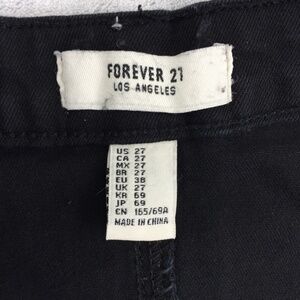 FOREVER 21
LOS ANGELES
US 27
CA 27
MX 27
BR 27
EU 38
UK 27
KR 69
JP 69
CN 165/69A
MADE IN CHINA